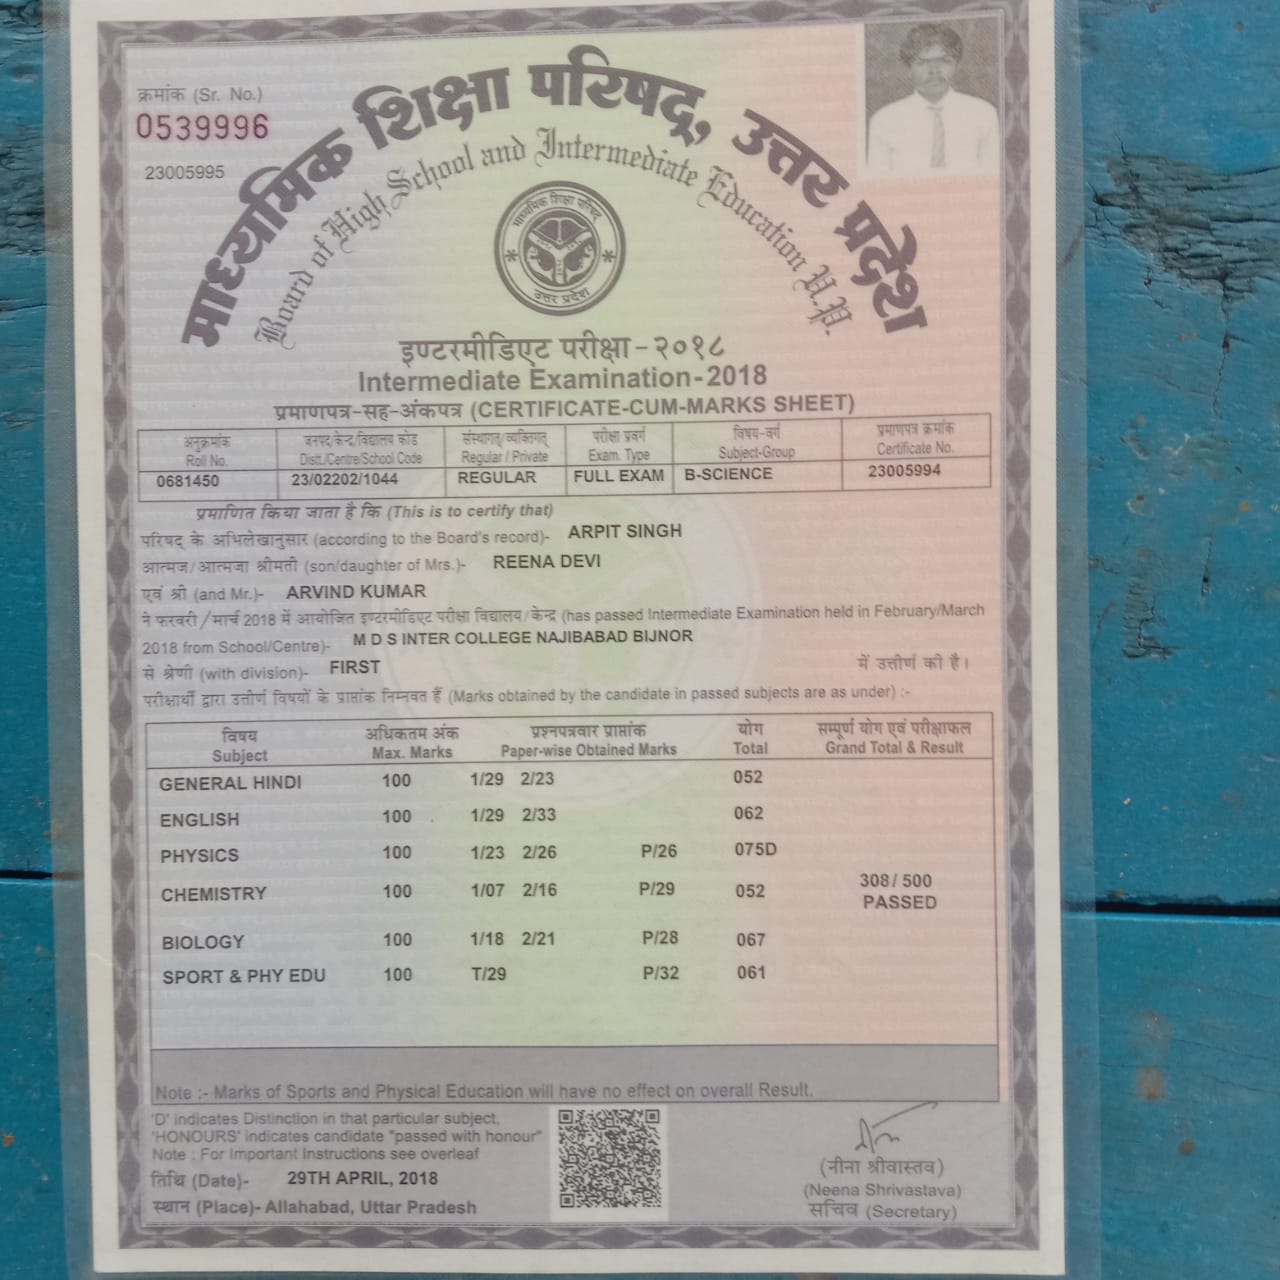 क्रमांक (Sr. No.)
0539996
23005995
माध्यमिक शिक्षा परिषद्, उत्तर प्रदेश
Board of High School and Intermediate Education U.P.
माध्यमिक शिक्षा परिषद्
उत्तर प्रदेश
इण्टरमीडिएट परीक्षा-२०१८
Intermediate Examination-2018
प्रमाणपत्र-सह-अंकपत्र (CERTIFICATE-CUM-MARKS SHEET)
अनुक्रमांक जनपद/केन्द्र/विद्यालय कोड संस्थागत/व्यक्तिगत परीक्षा प्रवर्ग विषय-वर्ग प्रमाणपत्र क्रमांक
Roll No. Distt./Centre/School Code Regular / Private Exam. Type Subject-Group Certificate No.
0681450 23/02202/1044 REGULAR FULL EXAM B-SCIENCE 23005994
प्रमाणित किया जाता है कि (This is to certify that)
परिषद् के अभिलेखानुसार (according to the Board's record)- ARPIT SINGH
आत्मज/आत्मजा श्रीमती (son/daughter of Mrs.)- REENA DEVI
एवं श्री (and Mr.)- ARVIND KUMAR
ने फरवरी/मार्च 2018 में आयोजित इण्टरमीडिएट परीक्षा विद्यालय/केन्द्र (has passed Intermediate Examination held in February/March
2018 from School/Centre)- M D S INTER COLLEGE NAJIBABAD BIJNOR
से श्रेणी (with division)- FIRST में उत्तीर्ण की है।
परीक्षार्थी द्वारा उत्तीर्ण विषयों के प्राप्तांक निम्नवत हैं (Marks obtained by the candidate in passed subjects are as under) :-
विषय अधिकतम अंक प्रश्नपत्रवार प्राप्तांक योग सम्पूर्ण योग एवं परीक्षाफल
Subject Max. Marks Paper-wise Obtained Marks Total Grand Total & Result
GENERAL HINDI 100 1/29 2/23 052
ENGLISH 100 1/29 2/33 062
PHYSICS 100 1/23 2/26 P/26 075D
CHEMISTRY 100 1/07 2/16 P/29 052 308/ 500
PASSED
BIOLOGY 100 1/18 2/21 P/28 067
SPORT & PHY EDU 100 T/29 P/32 061
Note :- Marks of Sports and Physical Education will have no effect on overall Result.
'D' indicates Distinction in that particular subject,
'HONOURS' indicates candidate "passed with honour"
Note : For Important Instructions see overleaf
तिथि (Date)- 29TH APRIL, 2018
स्थान (Place)- Allahabad, Uttar Pradesh
(नीना श्रीवास्तव)
(Neena Shrivastava)
सचिव (Secretary)